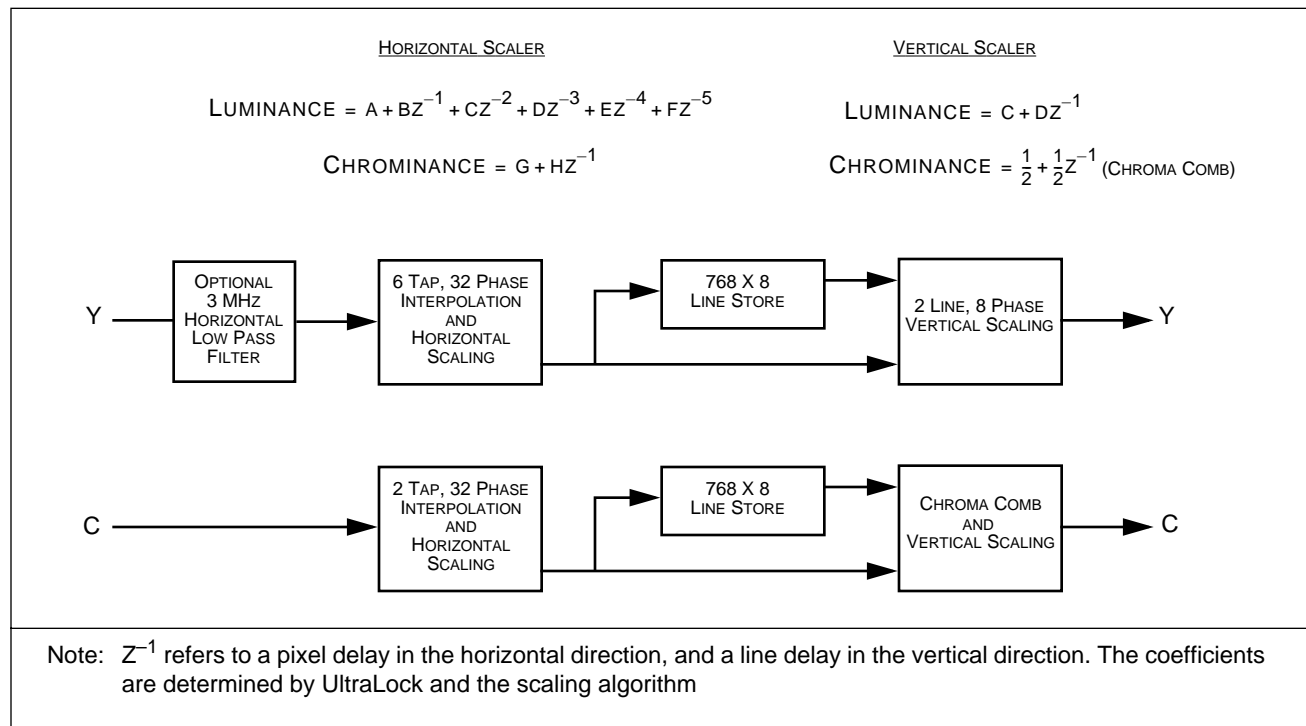 HORIZONTAL SCALER
VERTICAL SCALER
LUMINANCE = A + BZ⁻¹ + CZ⁻² + DZ⁻³ + EZ⁻⁴ + FZ⁻⁵
LUMINANCE = C + DZ⁻¹
CHROMINANCE = G + HZ⁻¹
CHROMINANCE = 1/2 + 1/2 Z⁻¹ (CHROMA COMB)
Y
OPTIONAL
3 MHZ
HORIZONTAL
LOW PASS
FILTER
6 TAP, 32 PHASE
INTERPOLATION
AND
HORIZONTAL
SCALING
768 X 8
LINE STORE
2 LINE, 8 PHASE
VERTICAL SCALING
Y
C
2 TAP, 32 PHASE
INTERPOLATION
AND
HORIZONTAL
SCALING
768 X 8
LINE STORE
CHROMA COMB
AND
VERTICAL SCALING
C
Note: Z⁻¹ refers to a pixel delay in the horizontal direction, and a line delay in the vertical direction. The coefficients
are determined by UltraLock and the scaling algorithm